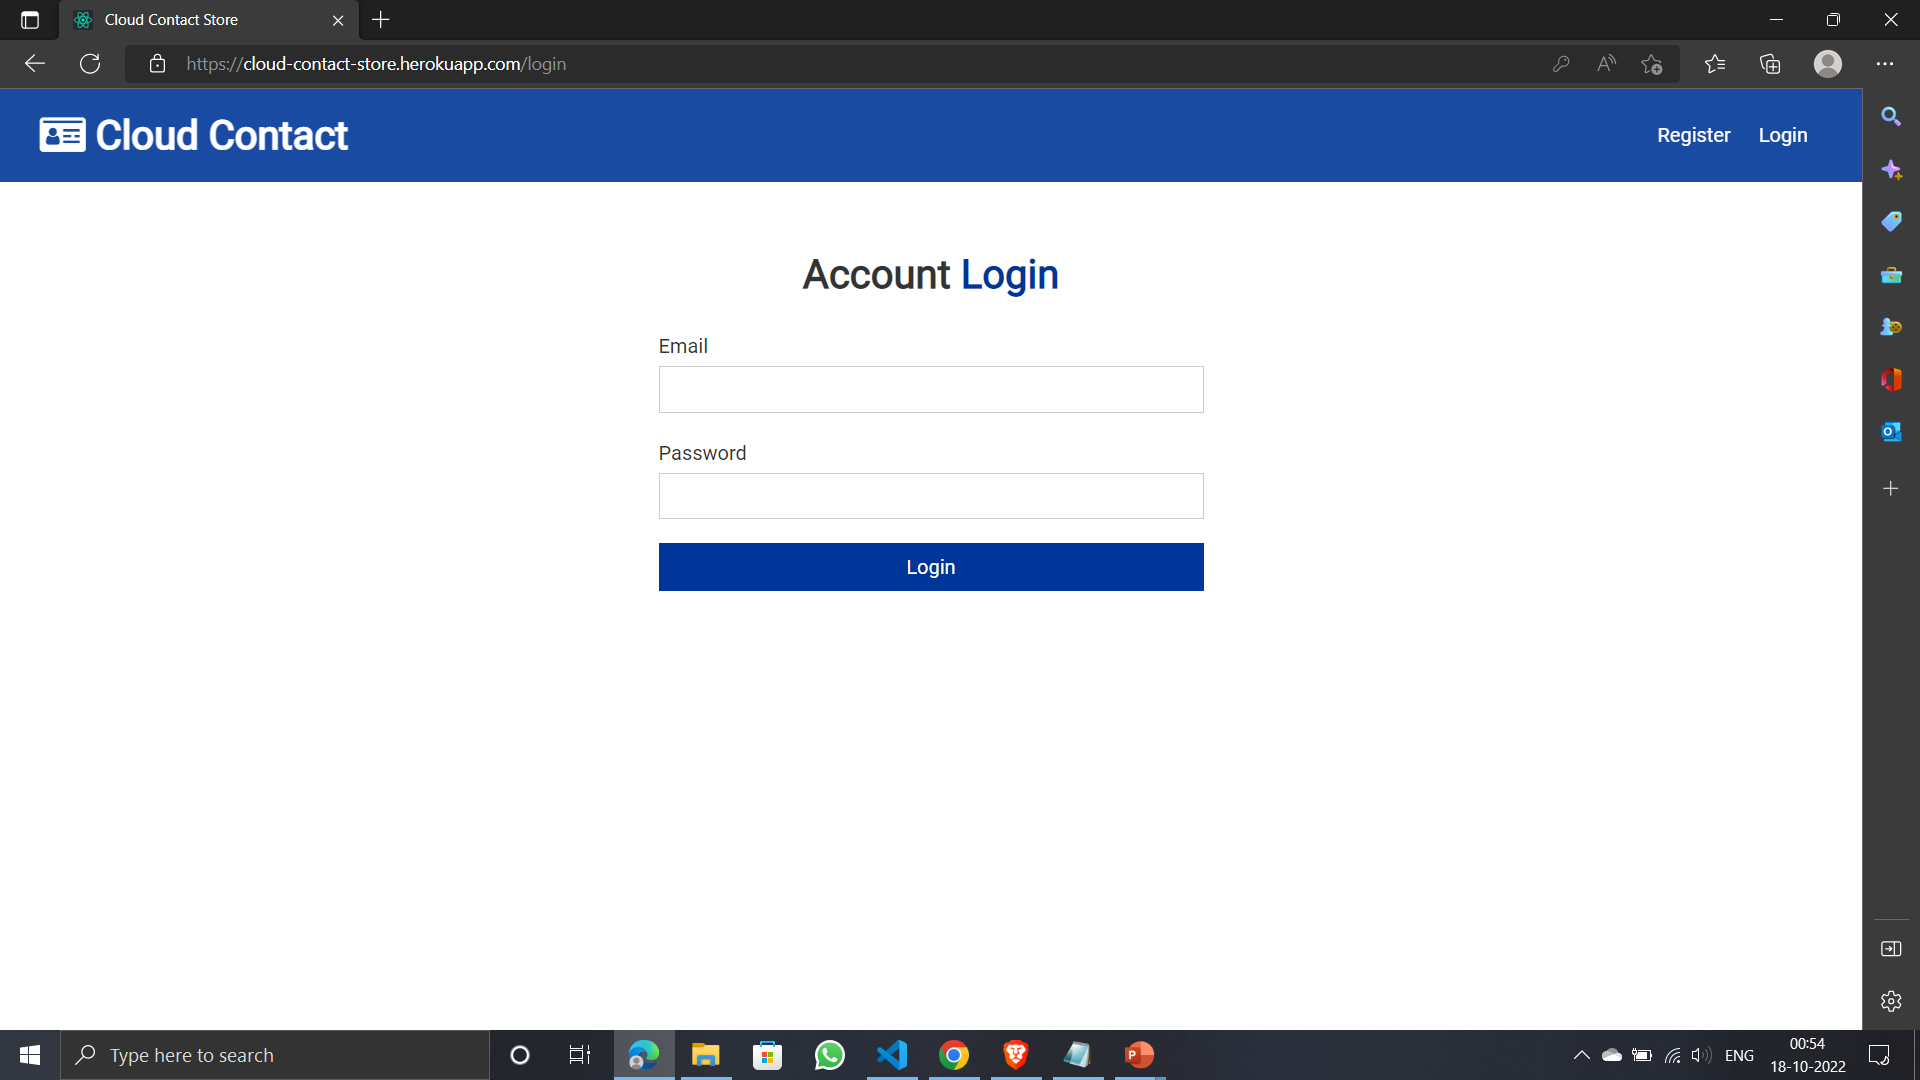 Cloud Contact Store
https://cloud-contact-store.herokuapp.com/login
Cloud Contact
Register
Login
Account Login
Email
Password
Login
Type here to search
ENG
00:54
18-10-2022